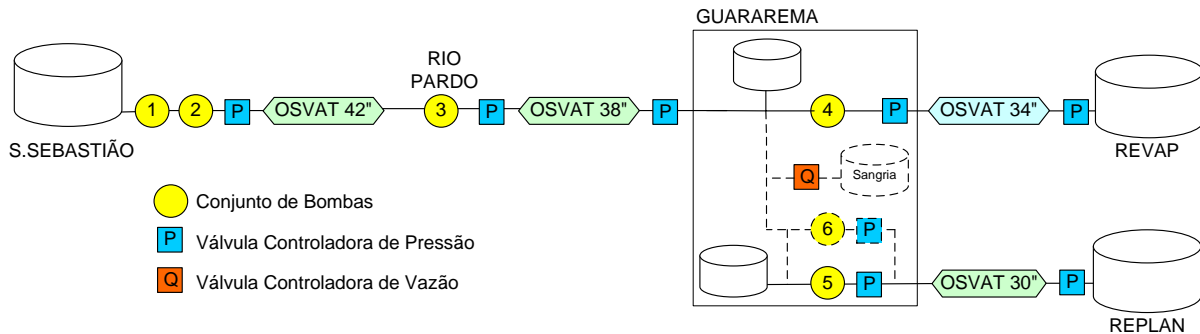 GUARAREMA
RIO
PARDO
1
2
P
OSVAT 42"
3
P
OSVAT 38"
P
4
P
OSVAT 34"
P
S.SEBASTIÃO
REVAP
Q
Sangria
Conjunto de Bombas
P
Válvula Controladora de Pressão
Q
Válvula Controladora de Vazão
6
P
5
P
OSVAT 30"
P
REPLAN